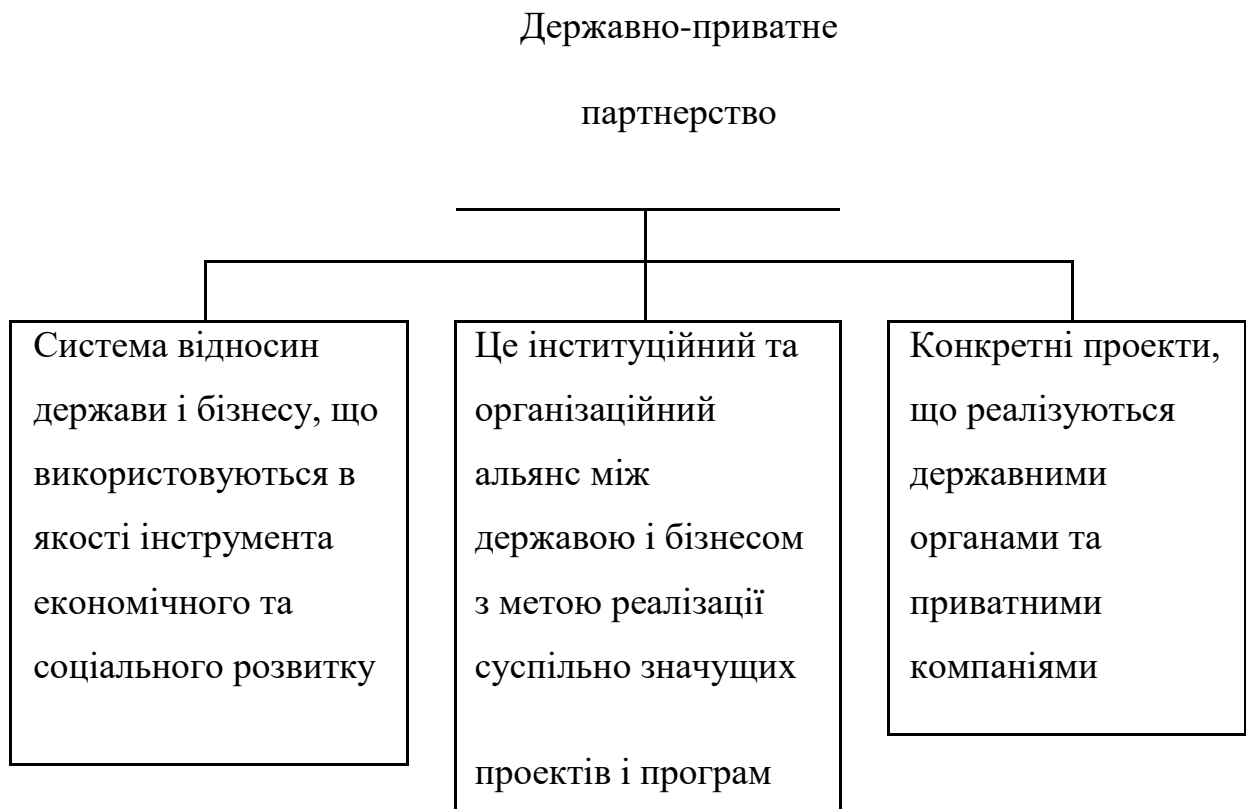 Державно-приватне
партнерство
Система відносин
держави і бізнесу, що
використовуються в
якості інструмента
економічного та
соціального розвитку
Це інституційний та
організаційний
альянс між
державою і бізнесом
з метою реалізації
суспільно значущих
проектів і програм
Конкретні проекти,
що реалізуються
державними
органами та
приватними
компаніями